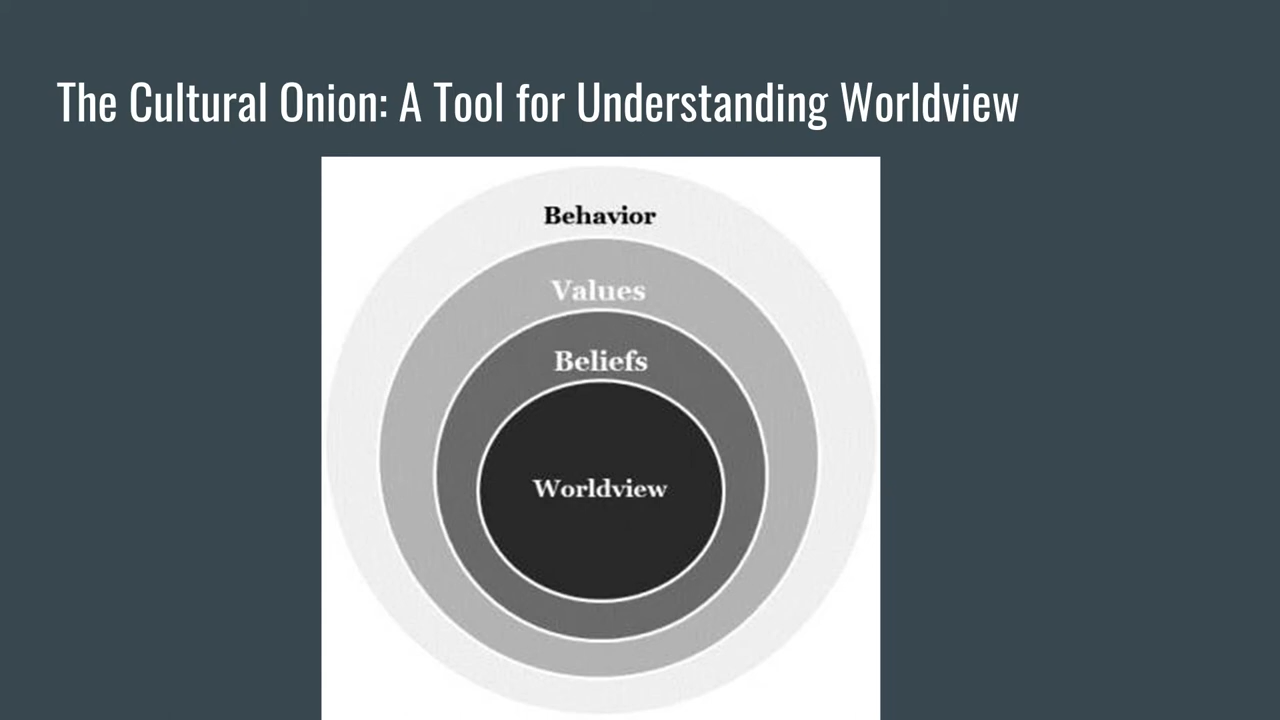 The Cultural Onion: A Tool for Understanding Worldview
Behavior
Values
Beliefs
Worldview